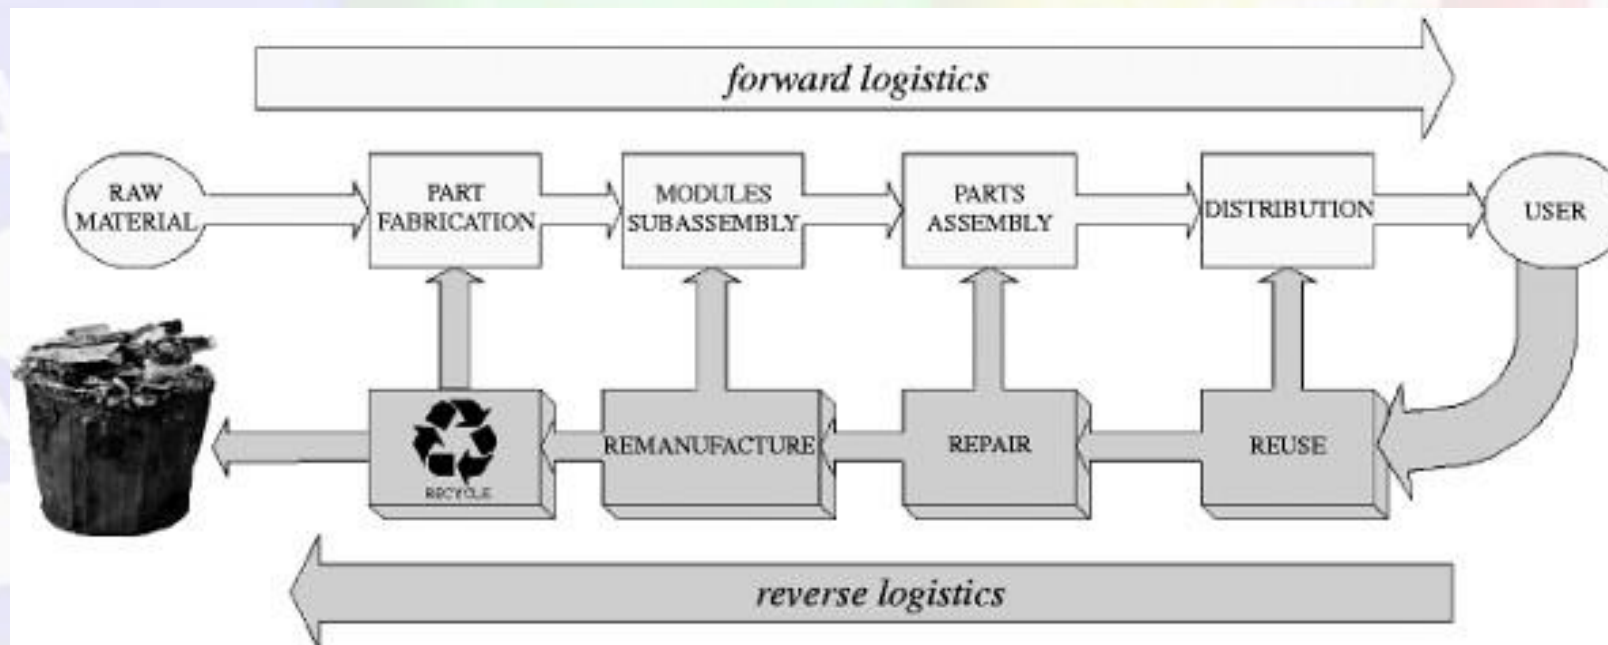 forward logistics
RAW
MATERIAL
PART
FABRICATION
MODULES
SUBASSEMBLY
PARTS
ASSEMBLY
DISTRIBUTION
USER
RECYCLE
REMANUFACTURE
REPAIR
REUSE
reverse logistics